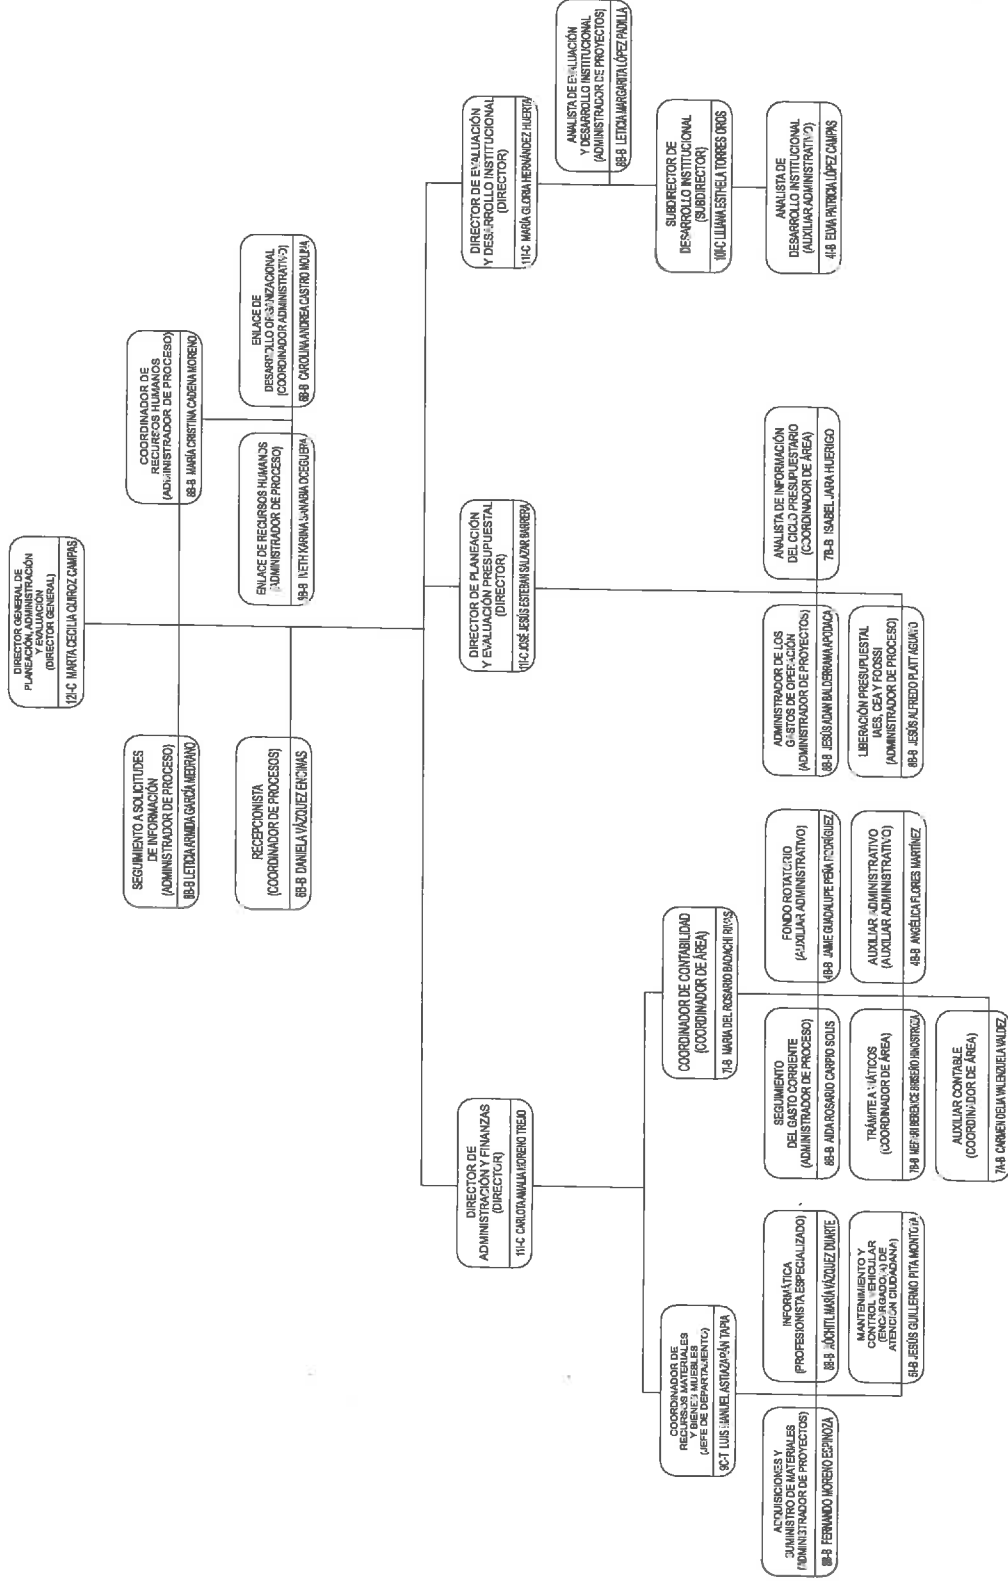 DIRECTOR GENERAL DE
PLANEACIÓN, ADMINISTRACIÓN
Y EVALUACIÓN
(DIRECTOR GENERAL)
12I-C MARTA CECILIA QUIROZ CAMPAS
SEGUIMIENTO A SOLICITUDES
DE INFORMACIÓN
(ADMINISTRADOR DE PROCESO)
8B-B LETICIA ARMIDA GARCÍA MEDRANO
COORDINADOR DE
RECURSOS HUMANOS
(ADMINISTRADOR DE PROCESO)
8B-B MARÍA CRISTINA CADENA MORENO
RECEPCIONISTA
(COORDINADOR DE PROCESOS)
6B-B DANIELA VÁZQUEZ ENCINAS
ENLACE DE RECURSOS HUMANOS
(ADMINISTRADOR DE PROCESO)
IVETH KARINA SANABIA OCEGUERA
ENLACE DE
DESARROLLO ORGANIZACIONAL
(COORDINADOR ADMINISTRATIVO)
6B-B CAROLINA ANDREA CASTRO MOLINA
DIRECTOR DE
ADMINISTRACIÓN Y FINANZAS
(DIRECTOR)
11I-C CARLOTA AMALIA MORENO TREJO
DIRECTOR DE PLANEACIÓN
Y EVALUACIÓN PRESUPUESTAL
(DIRECTOR)
11I-C JOSÉ JESÚS ESTEBAN SALAZAR BARRERA
DIRECTOR DE EVALUACIÓN
Y DESARROLLO INSTITUCIONAL
(DIRECTOR)
11I-C MARÍA GLORIA HERNÁNDEZ HUERTA
ANALISTA DE EVALUACIÓN
Y DESARROLLO INSTITUCIONAL
(ADMINISTRADOR DE PROYECTOS)
8B-B LETICIA MARGARITA LÓPEZ PADILLA
COORDINADOR DE
RECURSOS MATERIALES
Y BIENES MUEBLES
(JEFE DE DEPARTAMENTO)
9C-T LUIS MANUEL ASTIAZARÁN TAPIA
COORDINADOR DE CONTABILIDAD
(COORDINADOR DE ÁREA)
7I-B MARIA DEL ROSARIO BADACHI RIVAS
SUBDIRECTOR DE
DESARROLLO INSTITUCIONAL
(SUBDIRECTOR)
10I-C LILIANA ESTHELA TORRES OROS
ADQUISICIONES Y
SUMINISTRO DE MATERIALES
(ADMINISTRADOR DE PROYECTOS)
8B-B FERNANDO MORENO ESPINOZA
INFORMÁTICA
(PROFESIONISTA ESPECIALIZADO)
8B-B XÓCHITL MARÍA VÁZQUEZ DUARTE
SEGUIMIENTO
DEL GASTO CORRIENTE
(ADMINISTRADOR DE PROCESO)
8B-B AIDA ROSARIO CARPIO SOLIS
FONDO ROTATORIO
(AUXILIAR ADMINISTRATIVO)
4B-B JAIME GUADALUPE PEÑA RODRÍGUEZ
ADMINISTRADOR DE LOS
GASTOS DE OPERACIÓN
(ADMINISTRADOR DE PROYECTOS)
8B-B JESÚS ADAN BALDERRAMA APODACA
ANALISTA DE INFORMACIÓN
DEL CICLO PRESUPUESTARIO
(COORDINADOR DE ÁREA)
7B-B ISABEL JARA HUERIGO
ANALISTA DE
DESARROLLO INSTITUCIONAL
(AUXILIAR ADMINISTRATIVO)
4I-B ELVIA PATRICIA LÓPEZ CAMPAS
MANTENIMIENTO Y
CONTROL VEHICULAR
(ENCARGADO(A) DE
ATENCIÓN CIUDADANA)
5I-B JESÚS GUILLERMO PITA MONTOYA
TRÁMITE A VIÁTICOS
(COORDINADOR DE ÁREA)
7B-B BERENICE BRISEÑO
AUXILIAR ADMINISTRATIVO
(AUXILIAR ADMINISTRATIVO)
4B-B ANGÉLICA FLORES MARTÍNEZ
LIBERACIÓN PRESUPUESTAL
IAES, CEA Y FOOSSI
(ADMINISTRADOR DE PROCESO)
8B-B JESÚS ALFREDO PLATT AGUAYO
AUXILIAR CONTABLE
(COORDINADOR DE ÁREA)
7A-B CARMEN DELIA VALENZUELA VALDEZ